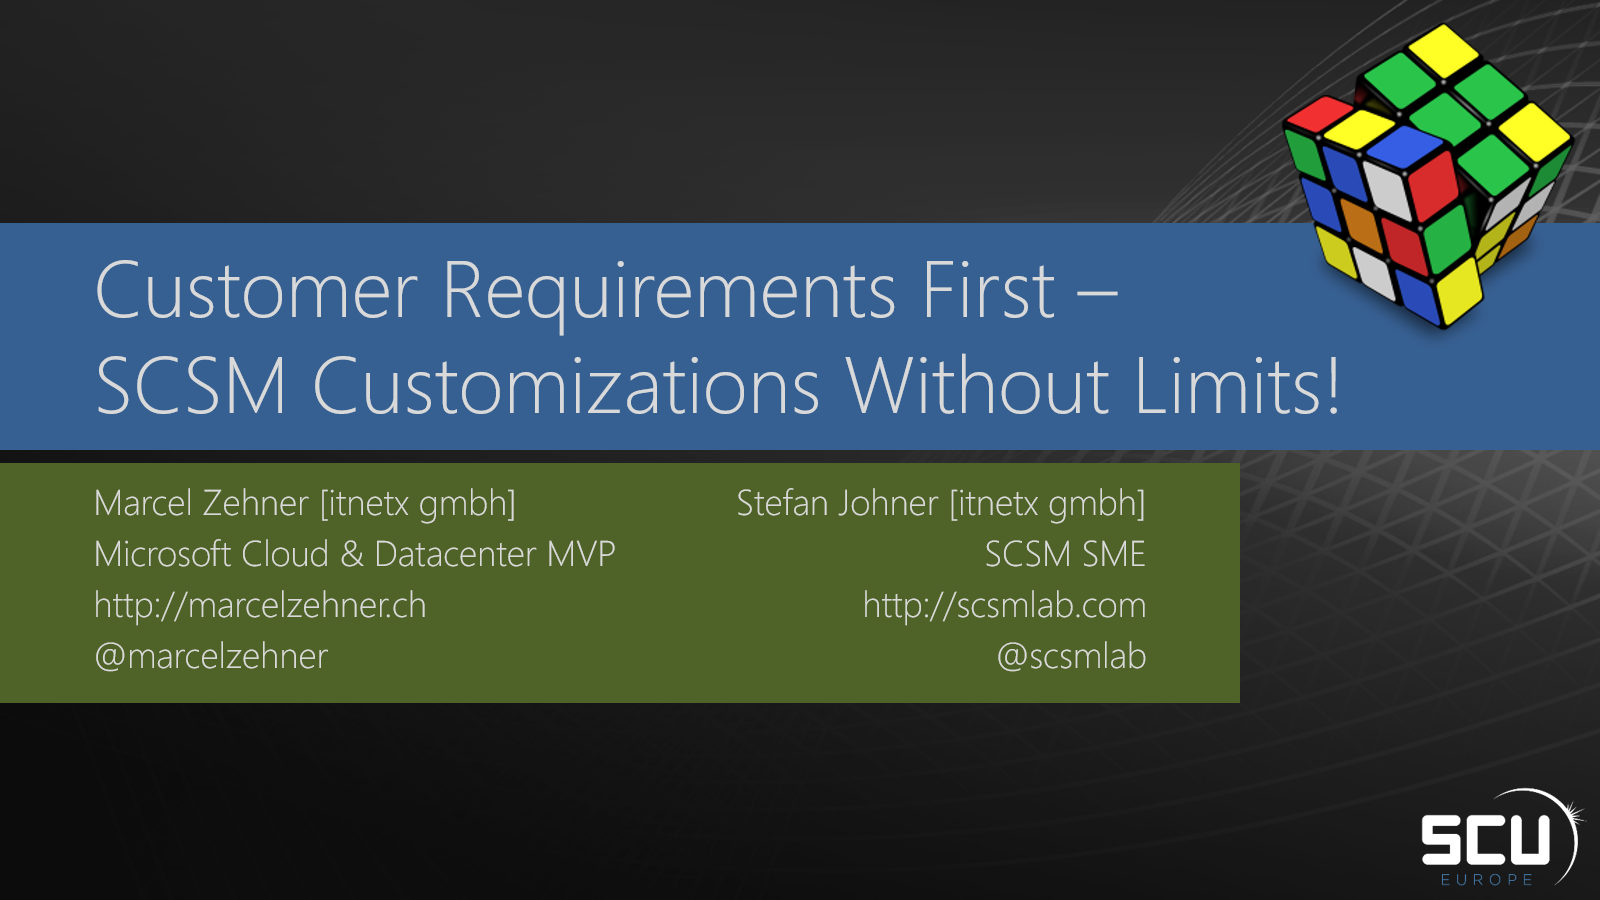 Customer Requirements First –
SCSM Customizations Without Limits!
Marcel Zehner [itnetx gmbh]
Microsoft Cloud & Datacenter MVP
http://marcelzehner.ch
@marcelzehner
Stefan Johner [itnetx gmbh]
SCSM SME
http://scsmlab.com
@scsmlab
SCU
EUROPE